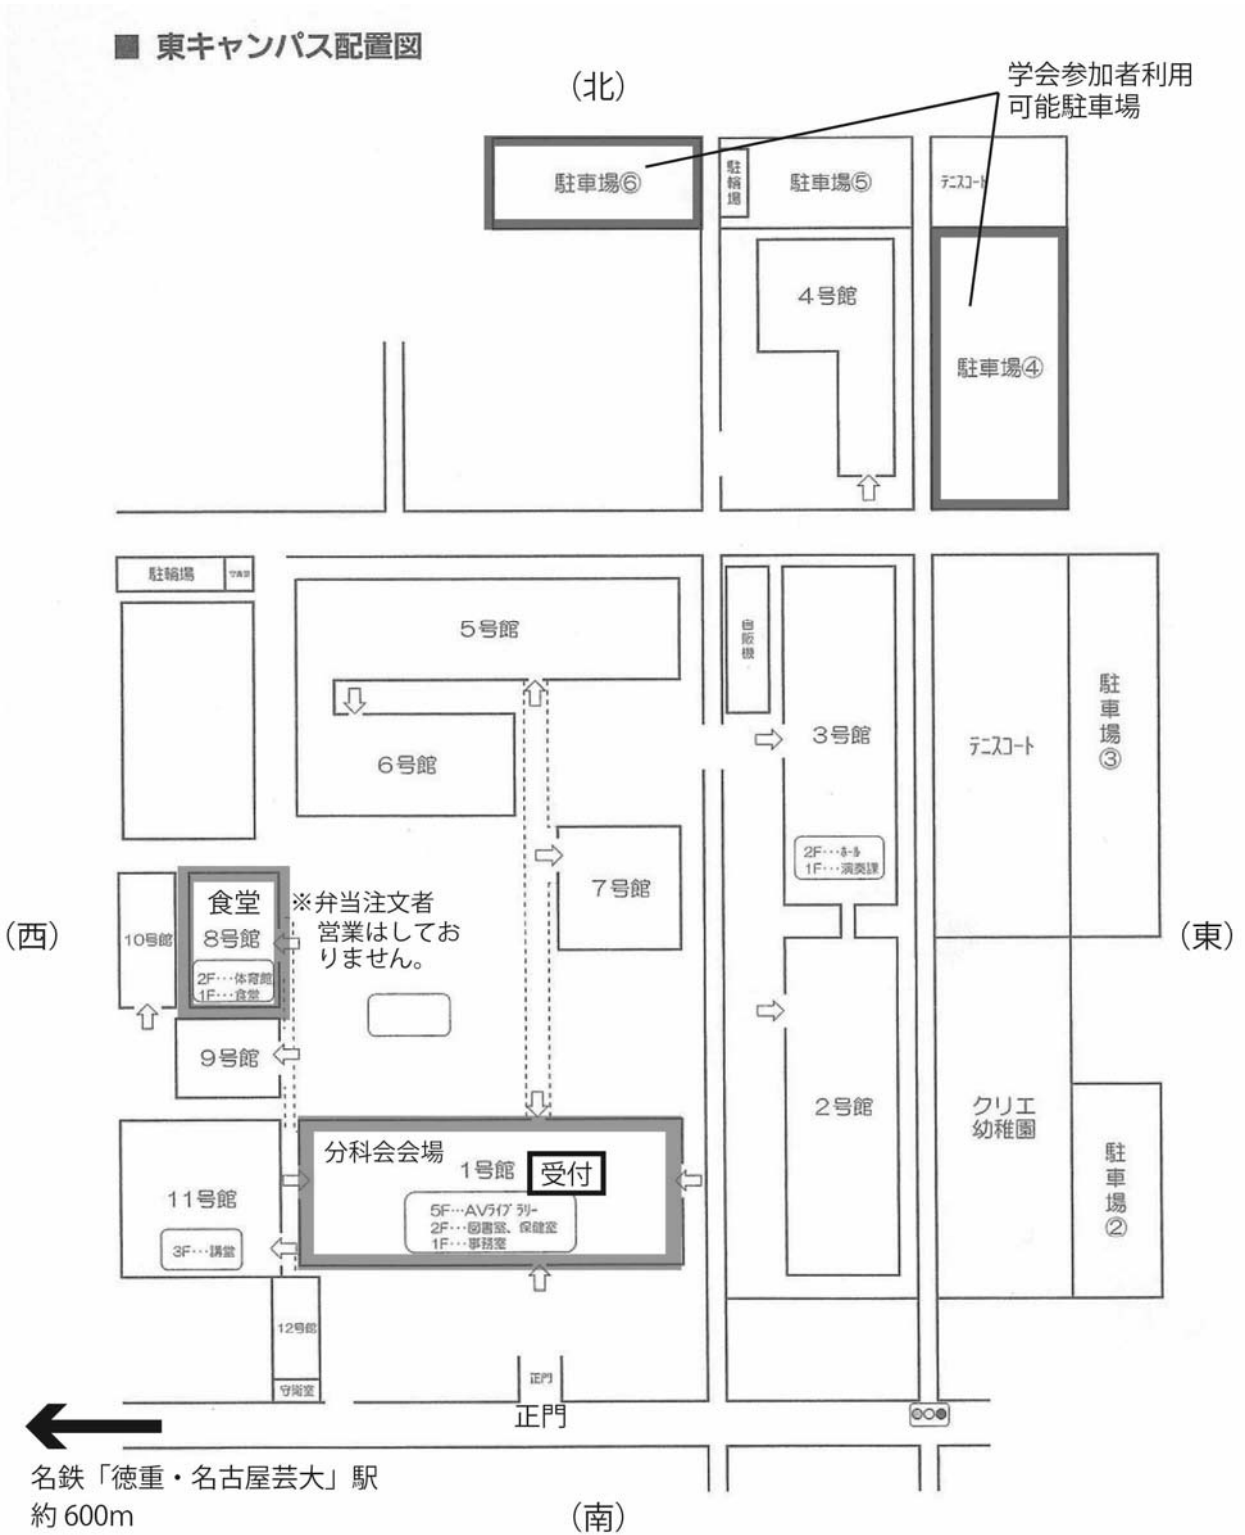 ■ 東キャンパス配置図
(北)
学会参加者利用
可能駐車場
駐車場⑥
駐輪場
駐車場⑤
テニスコート
4号館
駐車場④
駐輪場
5号館
自販機
6号館
3号館
テニスコート
駐車場③
2F…ホール
1F…演奏課
7号館
食堂
※弁当注文者
営業はしてお
りません。
(西)
10号館
8号館
2F…体育館
1F…食堂
(東)
9号館
2号館
クリエ
幼稚園
駐車場②
分科会会場
1号館
受付
5F…AVライブラリー
2F…図書室、保健室
1F…事務室
11号館
3F…講堂
12号館
守衛室
正門
正門
名鉄「徳重・名古屋芸大」駅
約 600m
(南)